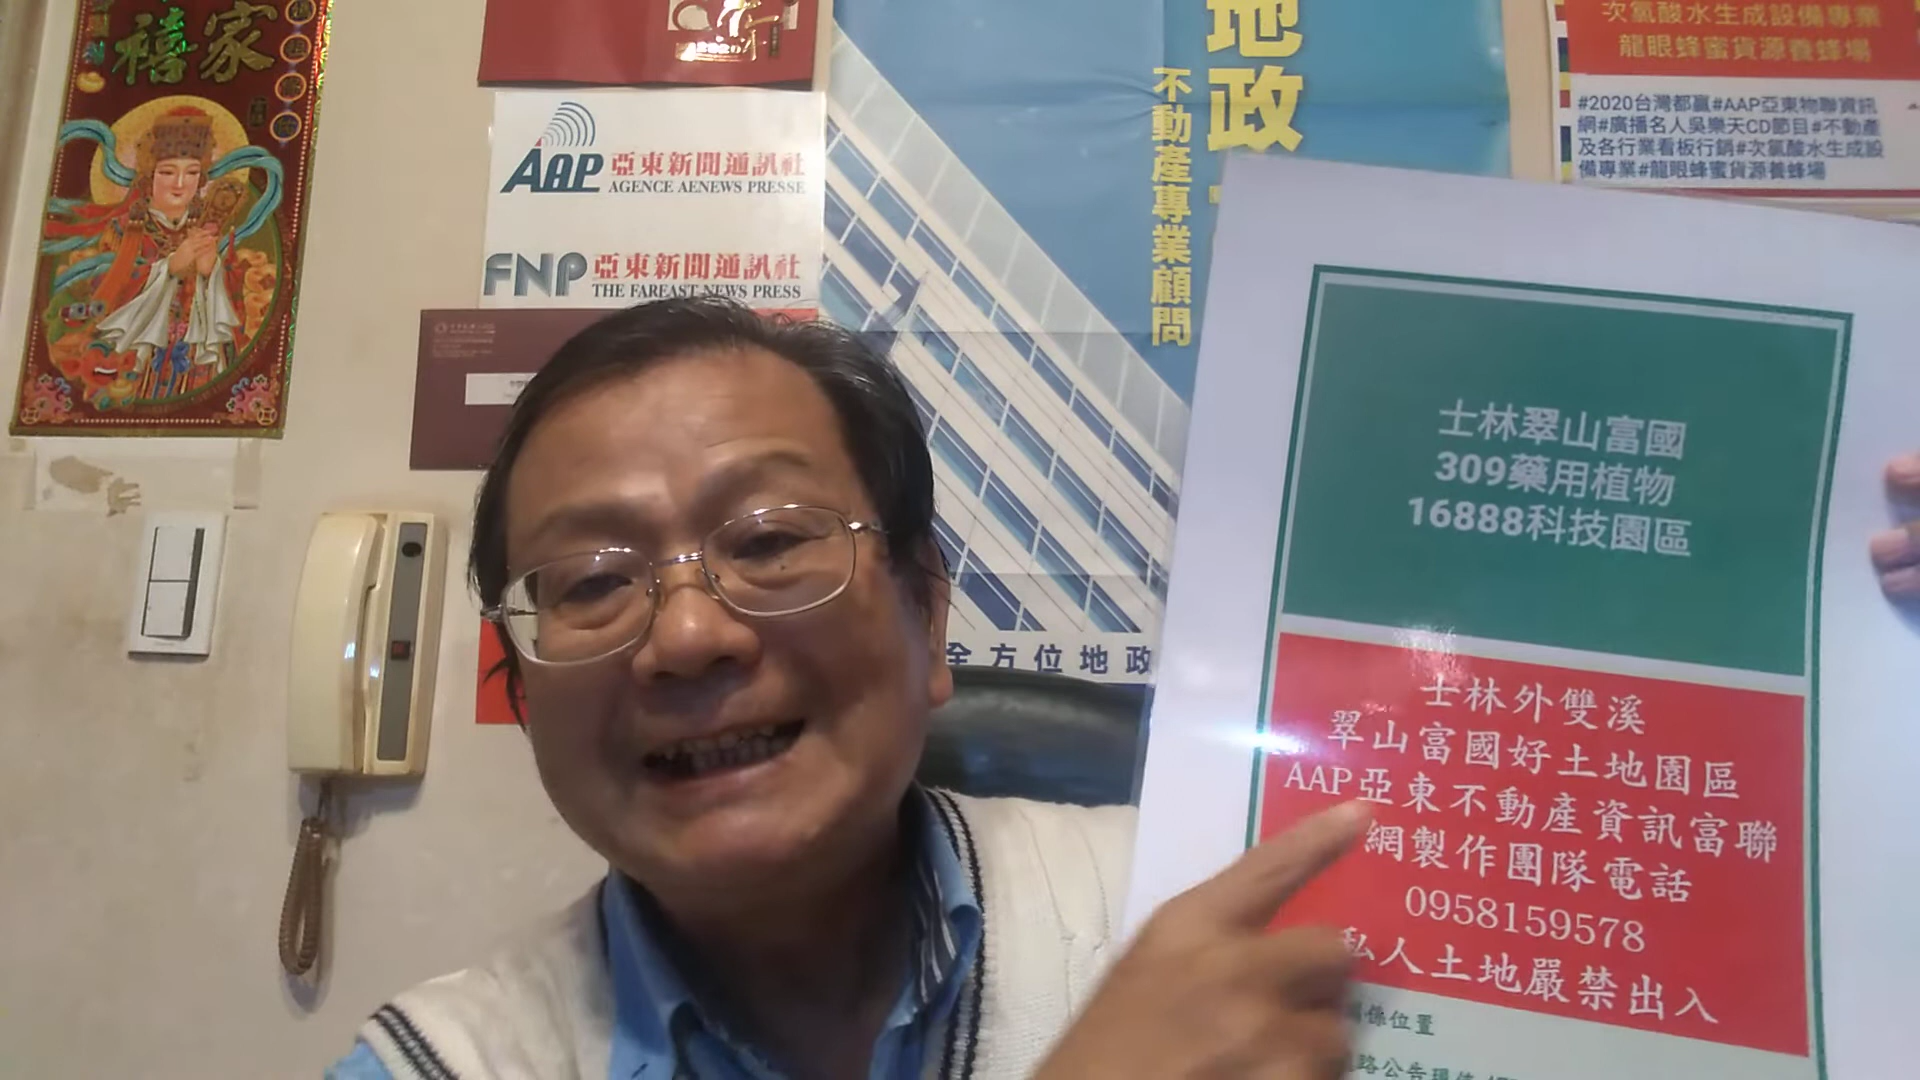 禧家
AAP 亞東新聞通訊社
AGENCE AENEWS PRESSE
FNP 亞東新聞通訊社
THE FAREAST NEWS PRESS
地政
不動產專業顧問
全方位地政
次氯酸水生成設備專業
龍眼蜂蜜貨源養蜂場
#2020台灣都贏#AAP亞東物聯資訊
網#廣播名人吳樂天CD節目#不動產
及各行業看板行銷#次氯酸水生成設
備專業#龍眼蜂蜜貨源養蜂場
士林翠山富國
309藥用植物
16888科技園區
士林外雙溪
翠山富國好土地園區
AAP亞東不動產資訊富聯
網製作團隊電話
0958159578
私人土地嚴禁出入
關係位置
路公告現值